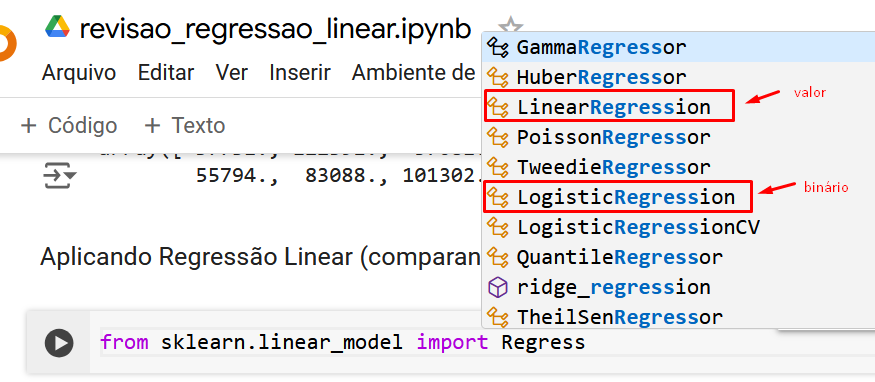 revisao_regressao_linear.ipynb
Arquivo Editar Ver Inserir Ambiente de
+ Código + Texto
55794., 83088., 101302.
Aplicando Regressão Linear (comparan
from sklearn.linear_model import Regress
GammaRegressor
HuberRegressor
LinearRegression
valor
PoissonRegressor
TweedieRegressor
LogisticRegression
binário
LogisticRegressionCV
QuantileRegressor
ridge_regression
TheilSenRegressor